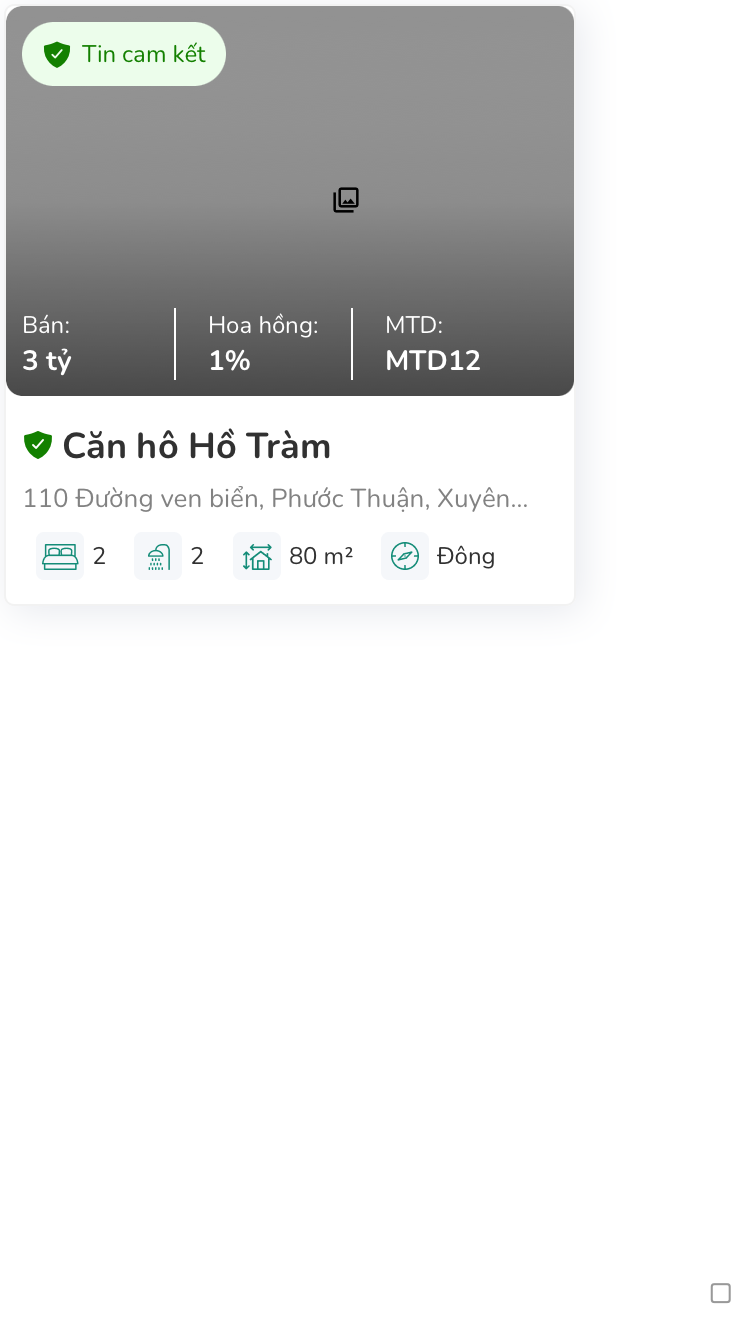 Tin cam kết
Bán:
3 tỷ
Hoa hồng:
1%
MTD:
MTD12
Căn hô Hồ Tràm
110 Đường ven biển, Phước Thuận, Xuyên...
2
2
80 m²
Đông